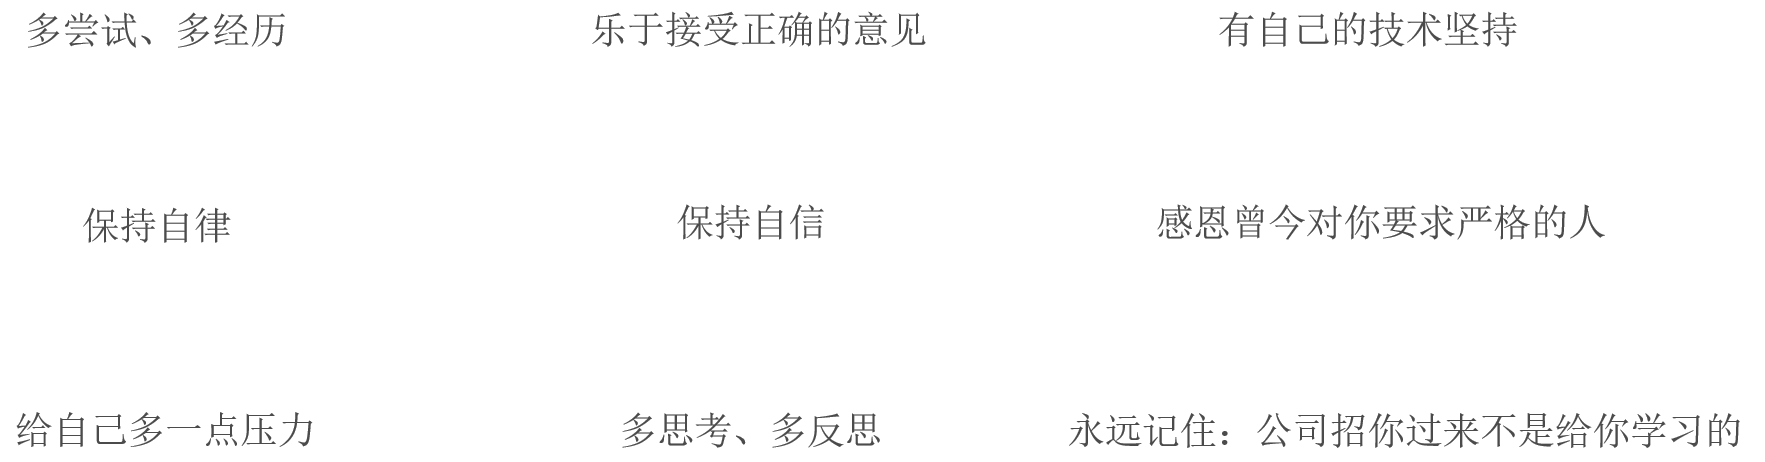 多尝试、多经历
乐于接受正确的意见
有自己的技术坚持
保持自律
保持自信
感恩曾今对你要求严格的人
给自己多一点压力
多思考、多反思
永远记住：公司招你过来不是给你学习的